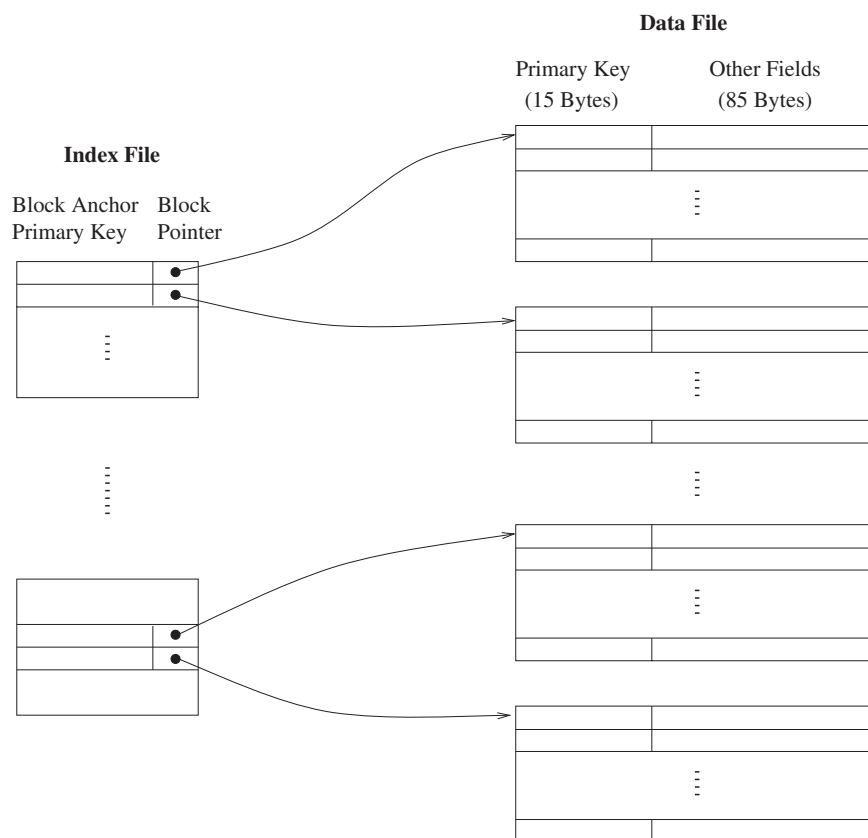 Data File
Primary Key Other Fields
(15 Bytes) (85 Bytes)
Index File
Block Anchor Block
Primary Key Pointer